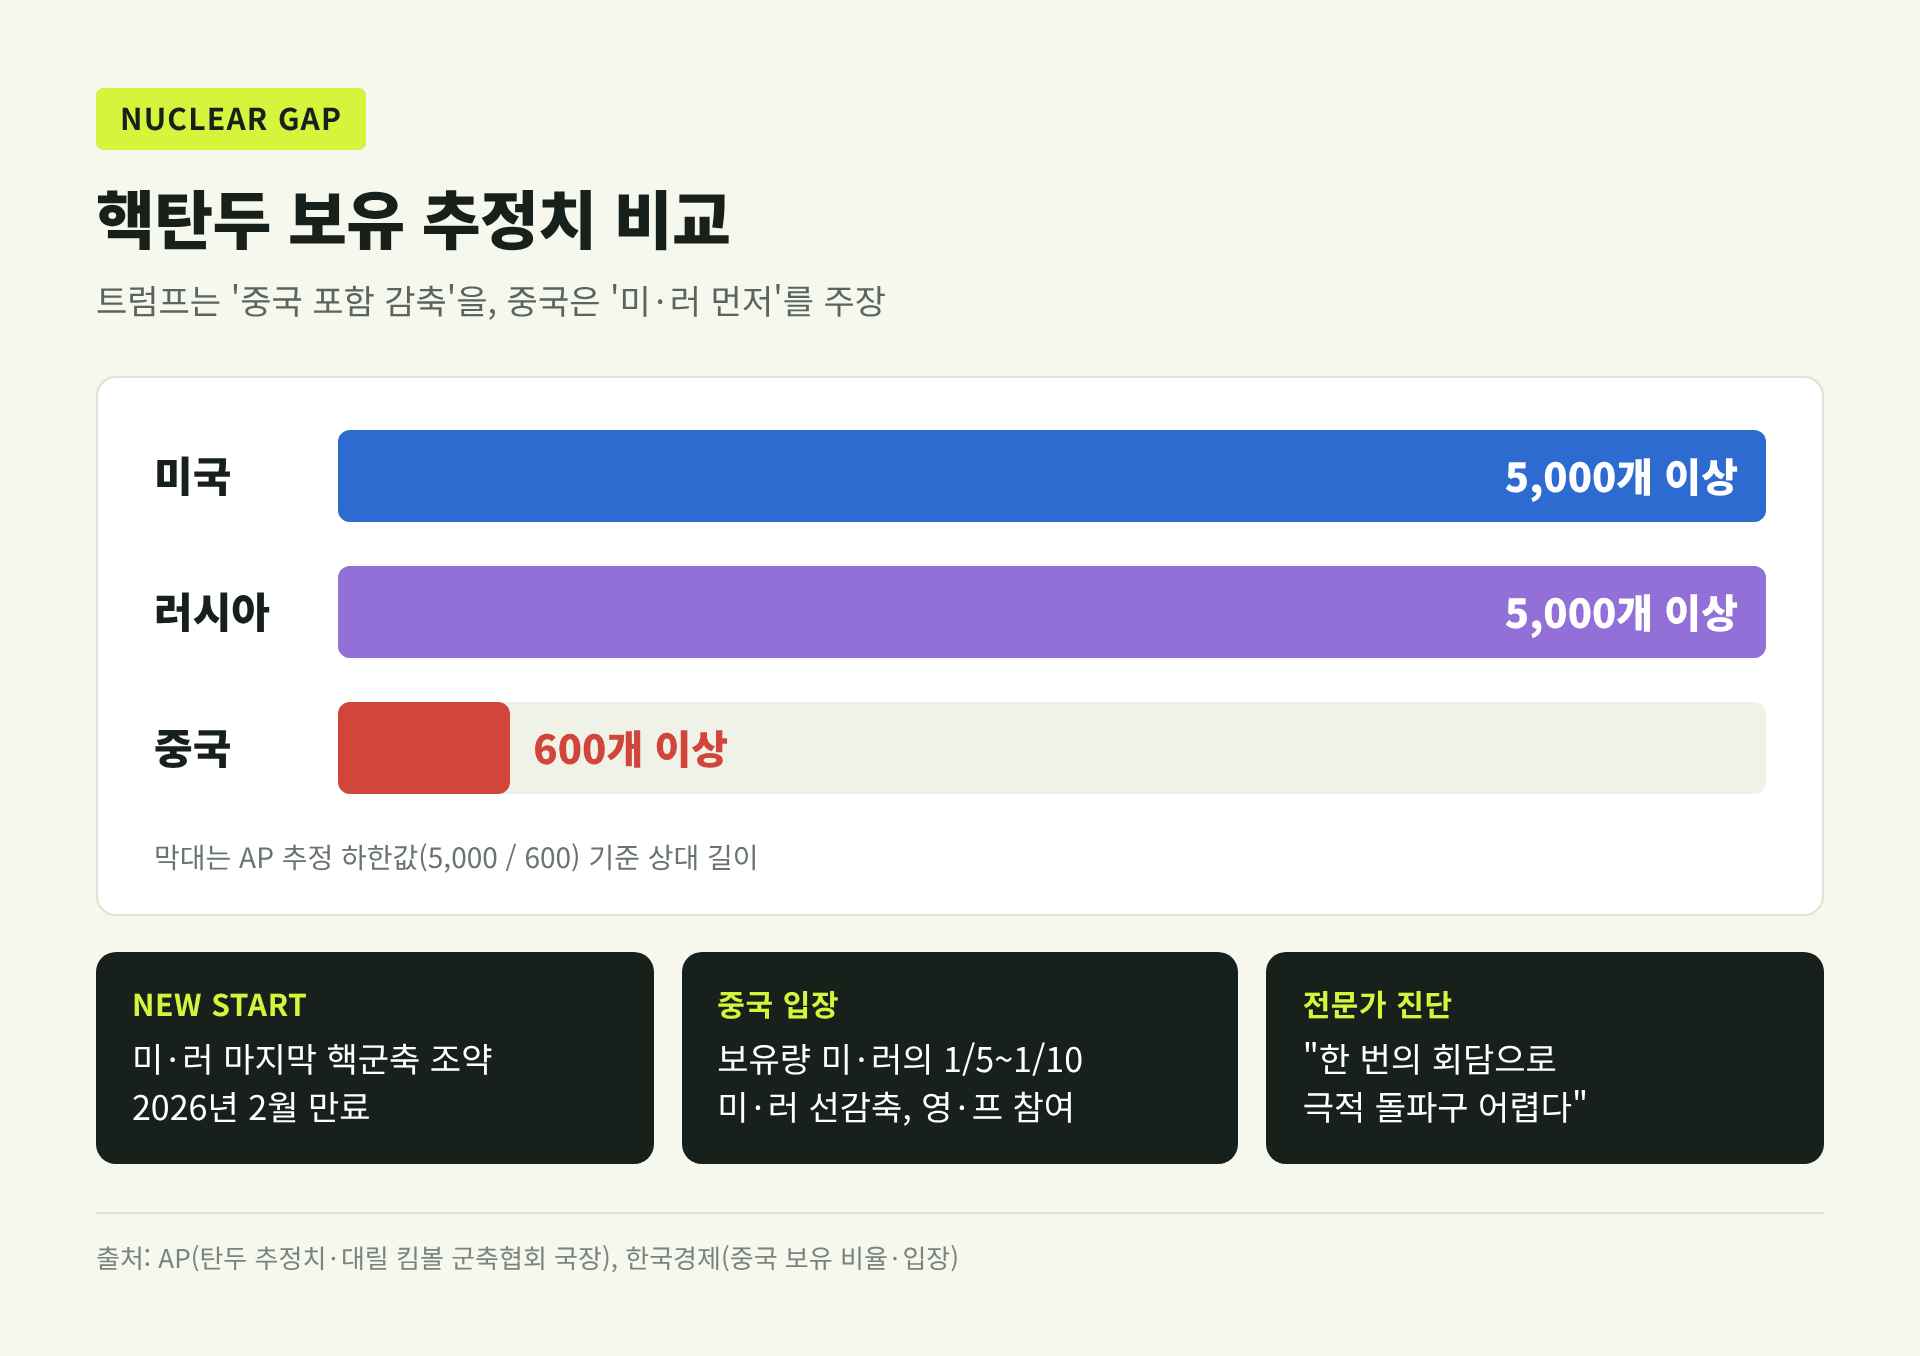 NUCLEAR GAP
핵탄두 보유 추정치 비교
트럼프는 '중국 포함 감축'을, 중국은 '미·러 먼저'를 주장
미국
5,000개 이상
러시아
5,000개 이상
중국
600개 이상
막대는 AP 추정 하한값(5,000 / 600) 기준 상대 길이
NEW START
미·러 마지막 핵군축 조약
2026년 2월 만료
중국 입장
보유량 미·러의 1/5~1/10
미·러 선감축, 영·프 참여
전문가 진단
"한 번의 회담으로
극적 돌파구 어렵다"
출처: AP(탄두 추정치·대릴 킴볼 군축협회 국장), 한국경제(중국 보유 비율·입장)